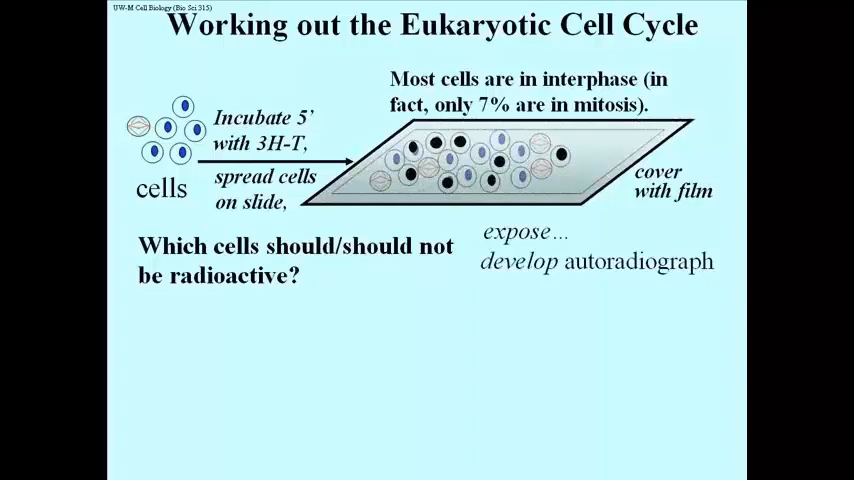 UW-M Cell Biology (Bio Sci 315)
Working out the Eukaryotic Cell Cycle
Most cells are in interphase (in
fact, only 7% are in mitosis).
Incubate 5’
with 3H-T,
spread cells
on slide,
cells
cover
with film
Which cells should/should not
be radioactive?
expose…
develop autoradiograph